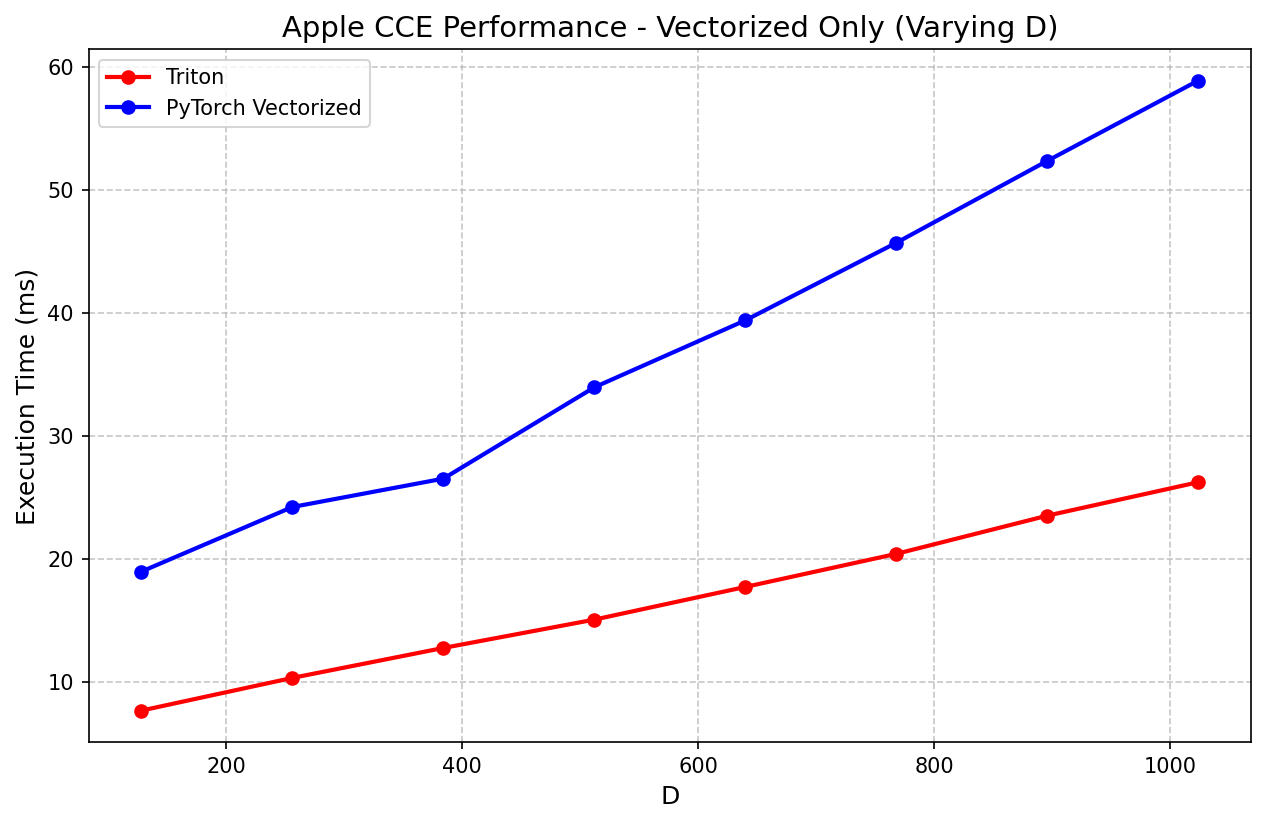 Apple CCE Performance - Vectorized Only (Varying D)
Triton
PyTorch Vectorized
Execution Time (ms)
60
50
40
30
20
10
200 400 600 800 1000
D